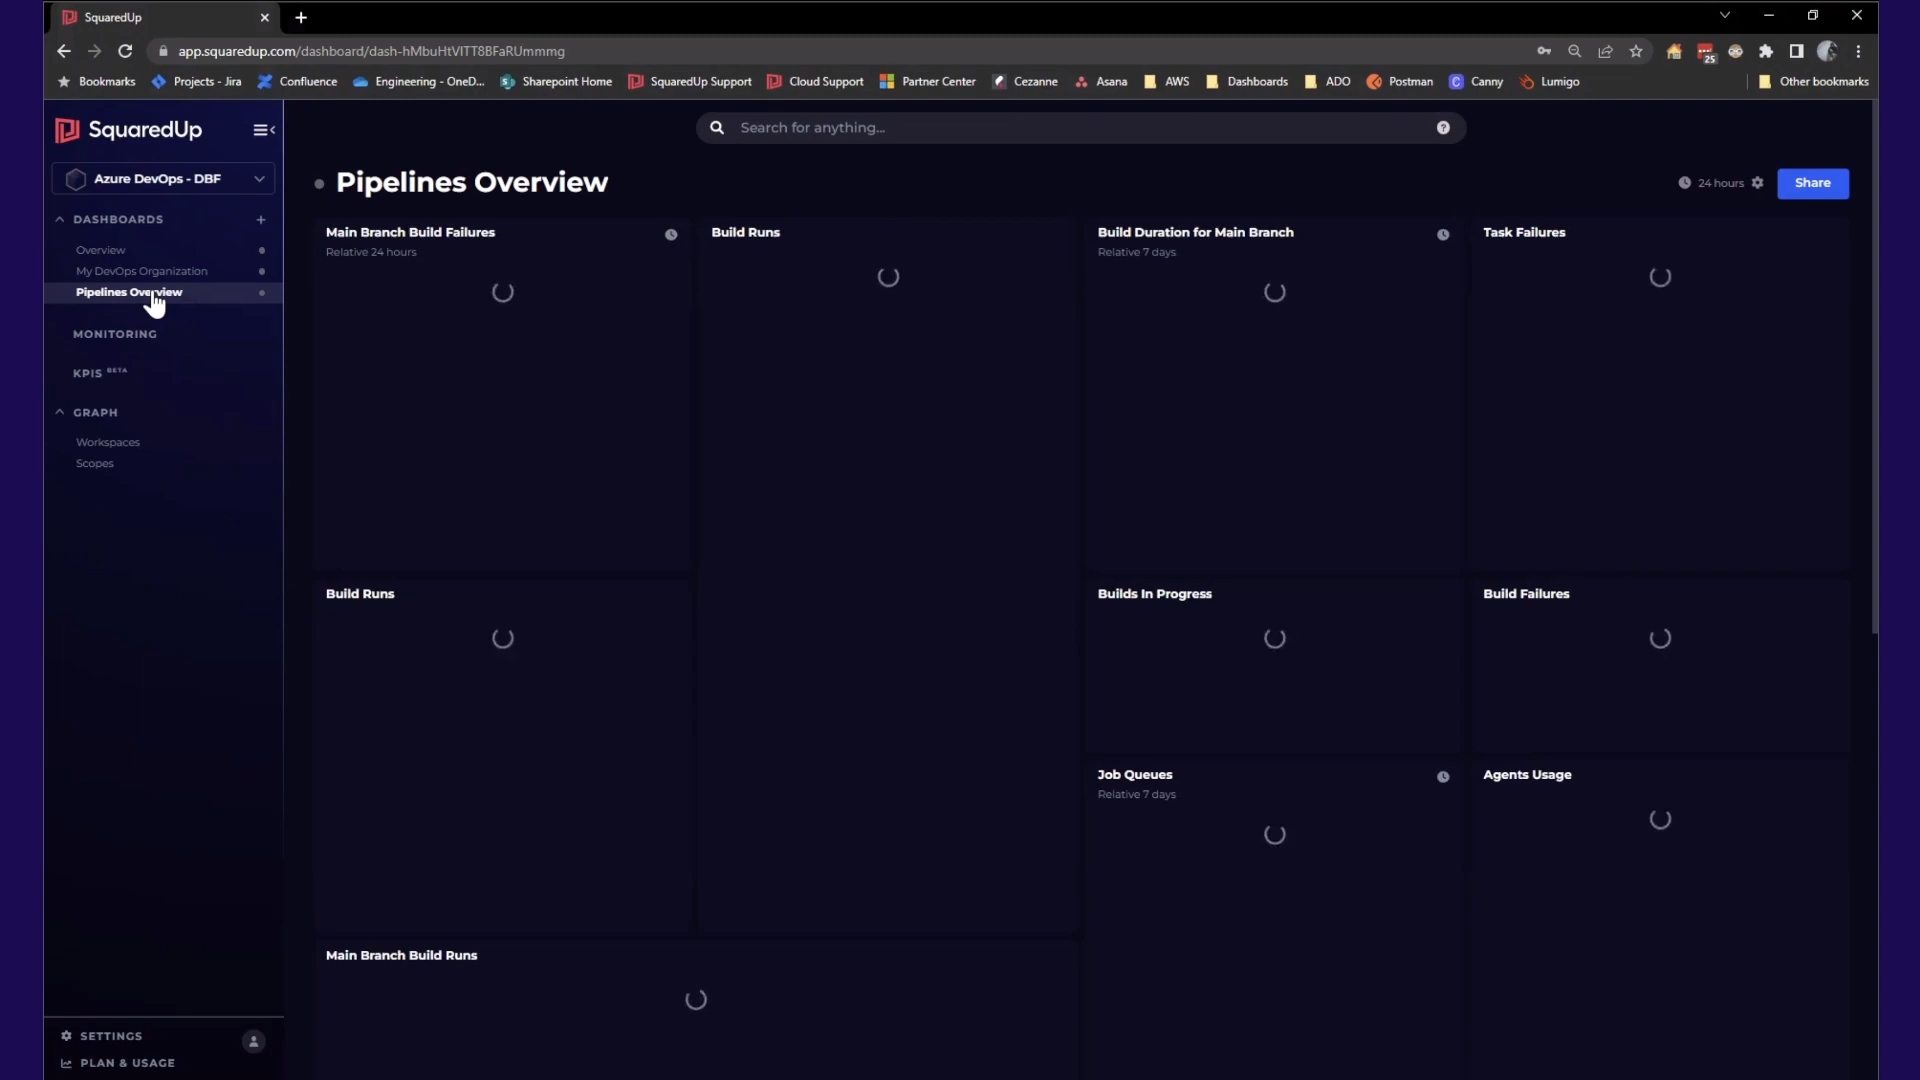 SquaredUp
app.squaredup.com/dashboard/dash-hMbuHtVITT8BFaRUmmmg
25
Bookmarks
Projects - Jira
Confluence
Engineering - OneD...
Sharepoint Home
SquaredUp Support
Cloud Support
Partner Center
Cezanne
Asana
AWS
Dashboards
ADO
Postman
Canny
Lumigo
Other bookmarks
SquaredUp
Search for anything...
Azure DevOps - DBF
DASHBOARDS
Overview
My DevOps Organization
Pipelines Overview
MONITORING
KPIS BETA
GRAPH
Workspaces
Scopes
SETTINGS
PLAN & USAGE
Pipelines Overview
24 hours
Share
Main Branch Build Failures
Relative 24 hours
Build Runs
Build Duration for Main Branch
Relative 7 days
Task Failures
Build Runs
Builds In Progress
Build Failures
Job Queues
Relative 7 days
Agents Usage
Main Branch Build Runs